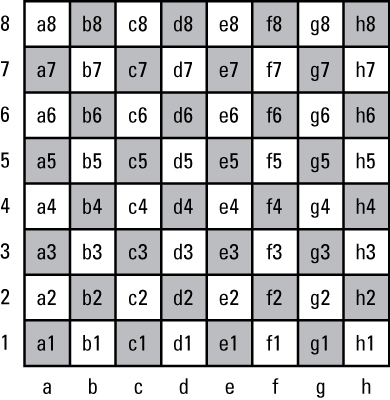 8 a8 b8 c8 d8 e8 f8 g8 h8
7 a7 b7 c7 d7 e7 f7 g7 h7
6 a6 b6 c6 d6 e6 f6 g6 h6
5 a5 b5 c5 d5 e5 f5 g5 h5
4 a4 b4 c4 d4 e4 f4 g4 h4
3 a3 b3 c3 d3 e3 f3 g3 h3
2 a2 b2 c2 d2 e2 f2 g2 h2
1 a1 b1 c1 d1 e1 f1 g1 h1
a b c d e f g h